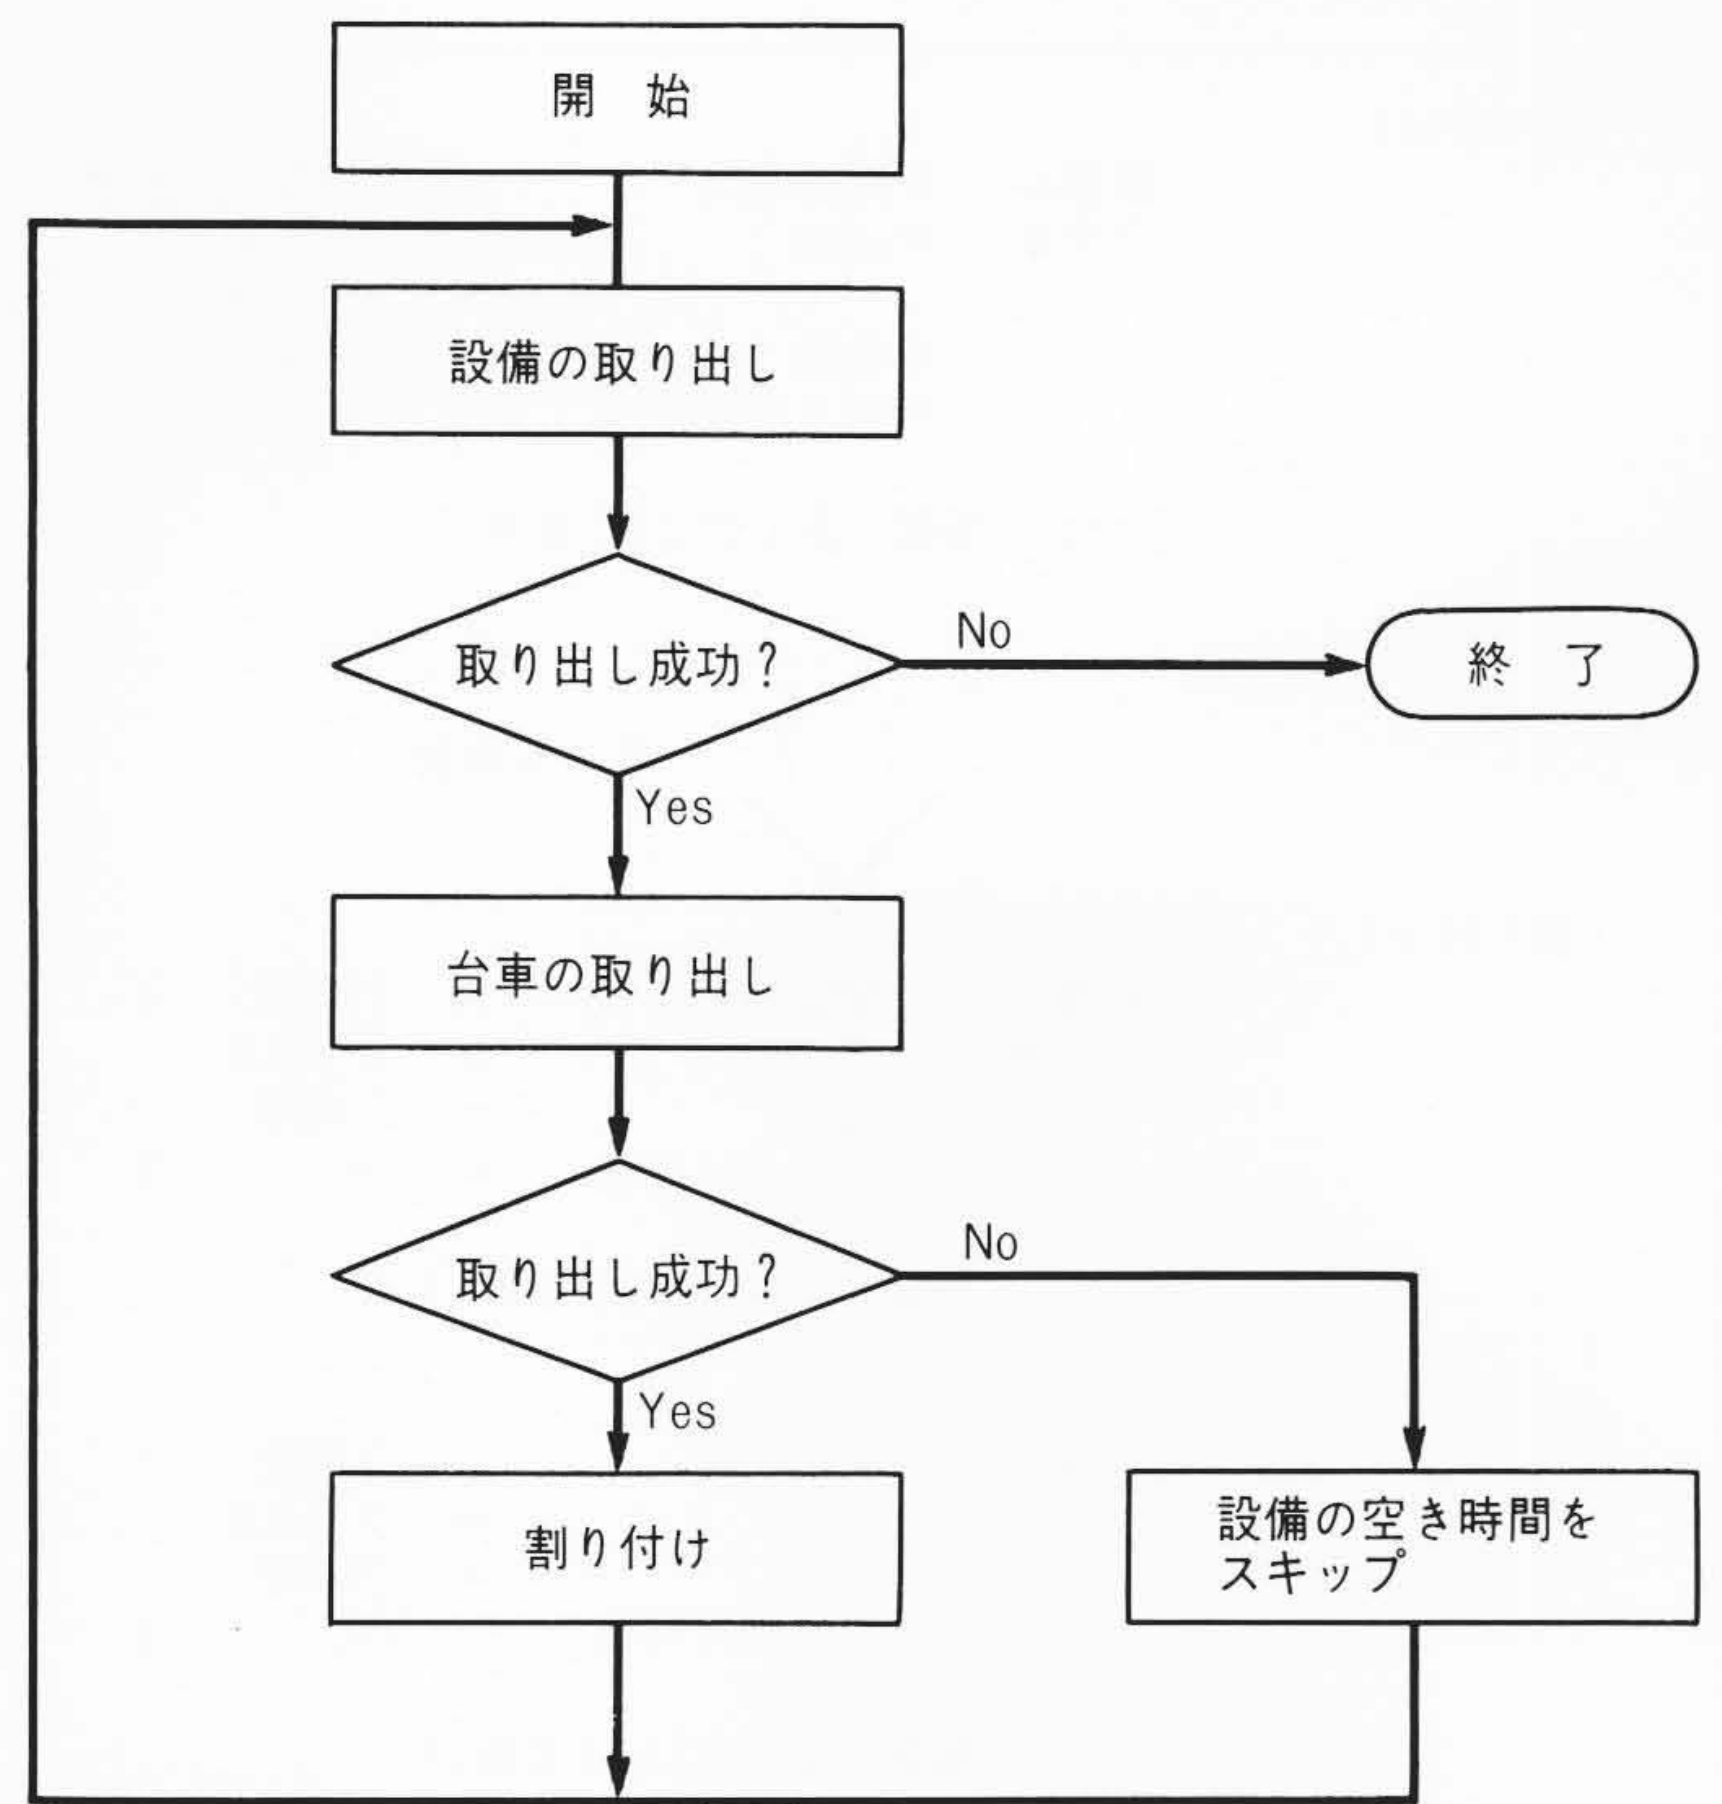 開 始
設備の取り出し
取り出し成功?
No
終 了
Yes
台車の取り出し
取り出し成功?
No
Yes
割り付け
設備の空き時間を
スキップ